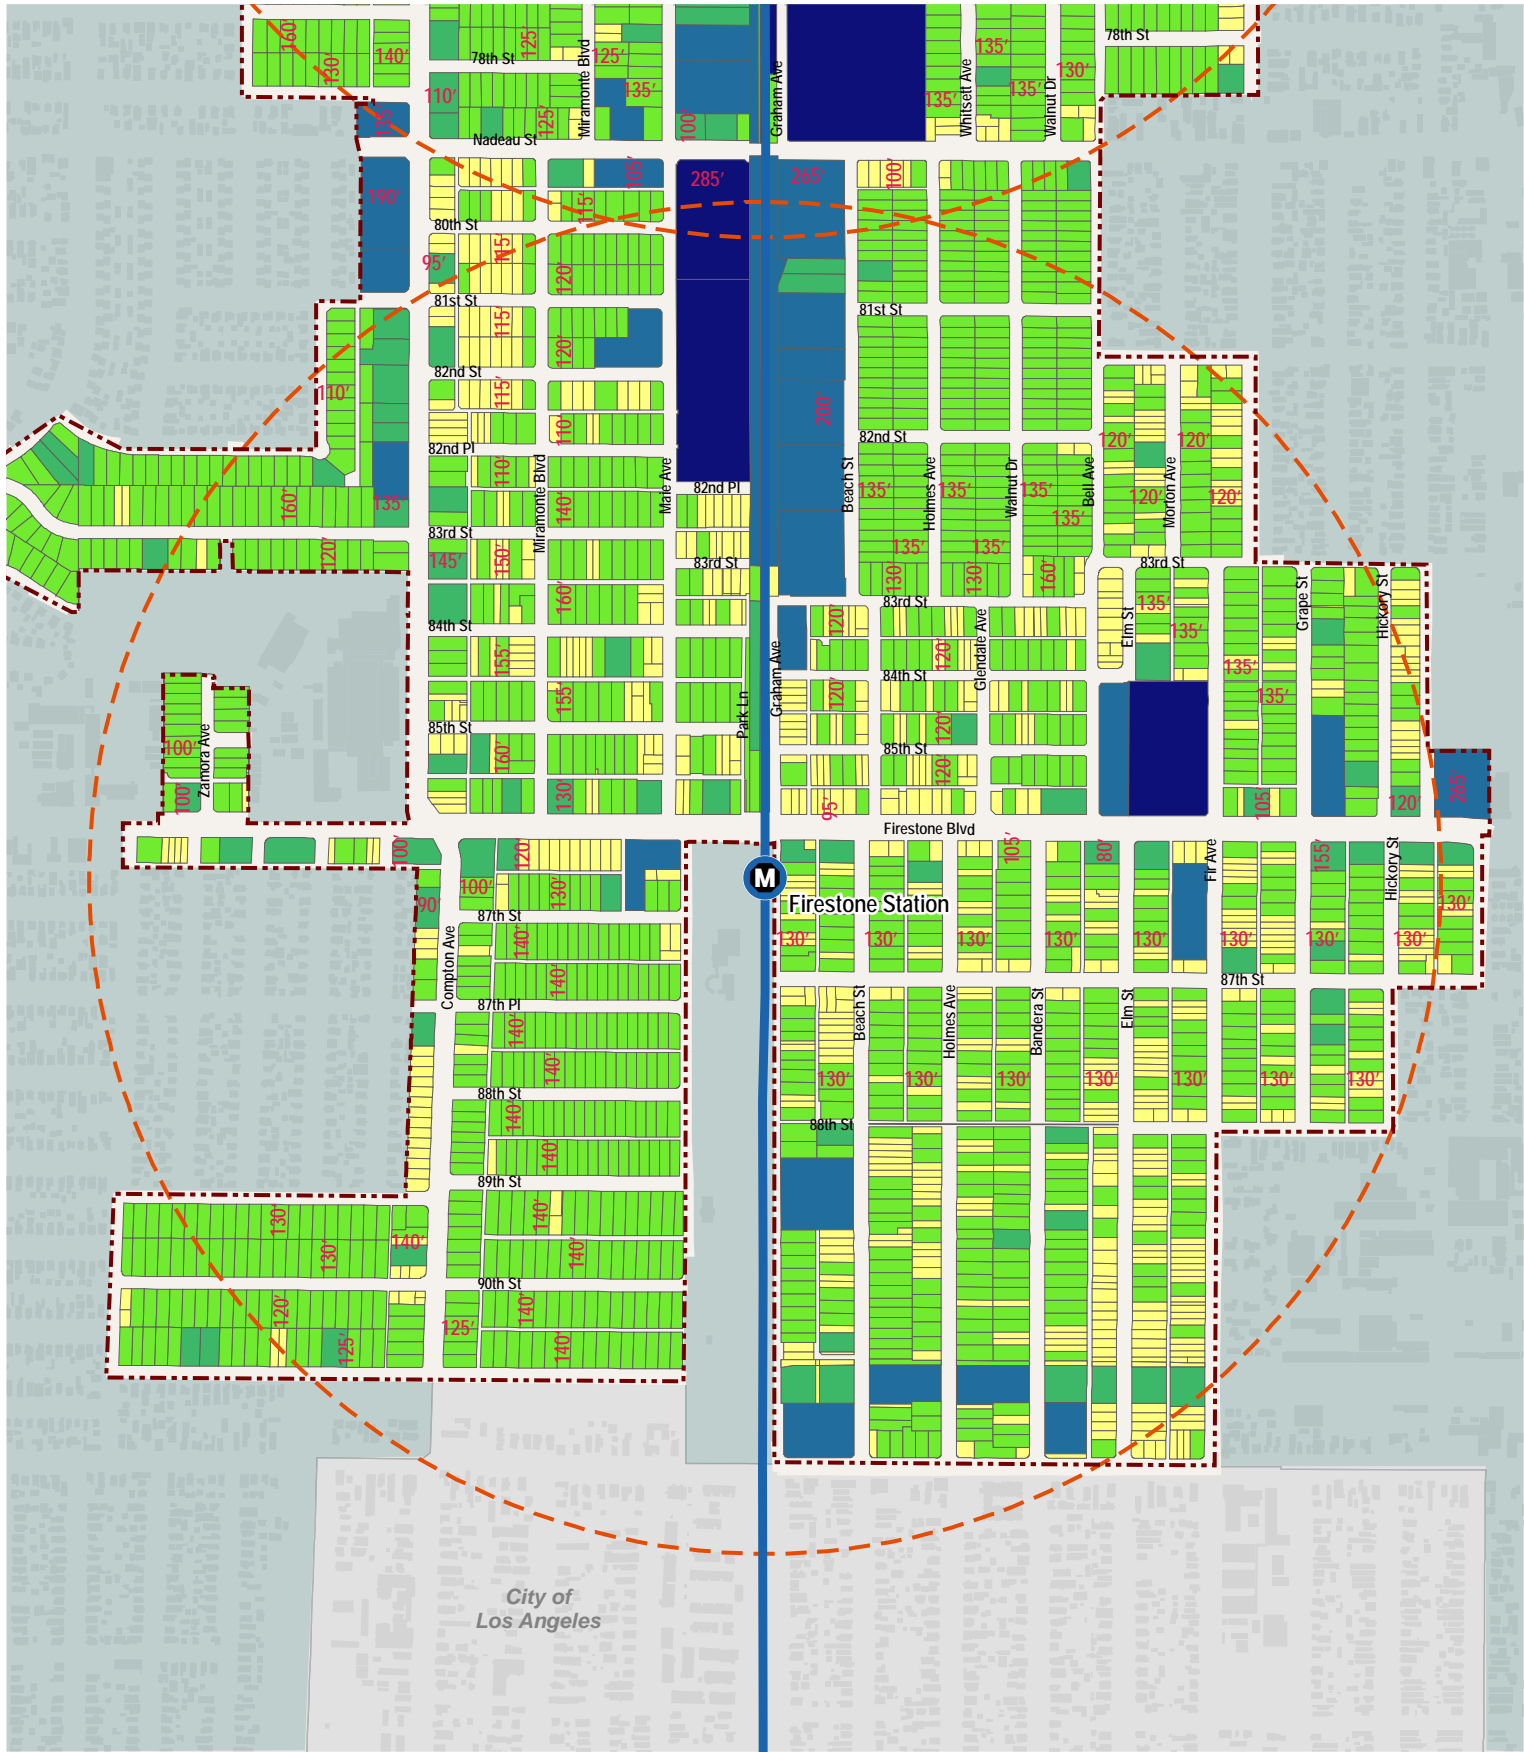 160'
130'
140'
125'
78th St
Miramonte Blvd
125'
135'
110'
125'
100'
125'
Nadeau St
Graham Ave
135'
Whitsett Ave
135'
135'
Walnut Dr
130'
78th St
190'
105'
115'
285'
265'
100'
80th St
95'
115'
120'
81st St
81st St
115'
120'
82nd St
110'
115'
110'
200'
82nd St
120'
120'
82nd Pl
110'
Miramonte Blvd
140'
Maie Ave
82nd Pl
Beach St
135'
Holmes Ave
135'
Walnut Dr
135'
135'
Bell Ave
120'
Morton Ave
120'
160'
135'
83rd St
135'
135'
120'
145'
150'
83rd St
83rd St
130'
130'
160'
160'
83rd St
Elm St
135'
135'
Grape St
Hickory St
84th St
120'
120'
Glendale Ave
155'
Graham Ave
84th St
135'
135'
155'
120'
Park Ln
100'
Zamora Ave
85th St
120'
85th St
160'
120'
100'
130'
95'
105'
120'
265'
Firestone Blvd
100'
120'
105'
80'
Fir Ave
155'
Hickory St
M
Firestone Station
100'
130'
90'
87th St
130'
130'
130'
130'
130'
130'
130'
130'
130'
Compton Ave
140'
140'
87th St
87th Pl
140'
140'
Beach St
Holmes Ave
Bandera St
Elm St
130'
130'
130'
130'
130'
130'
130'
88th St
140'
88th St
140'
89th St
130'
130'
140'
140'
140'
90th St
120'
125'
125'
140'
140'
City of
Los Angeles